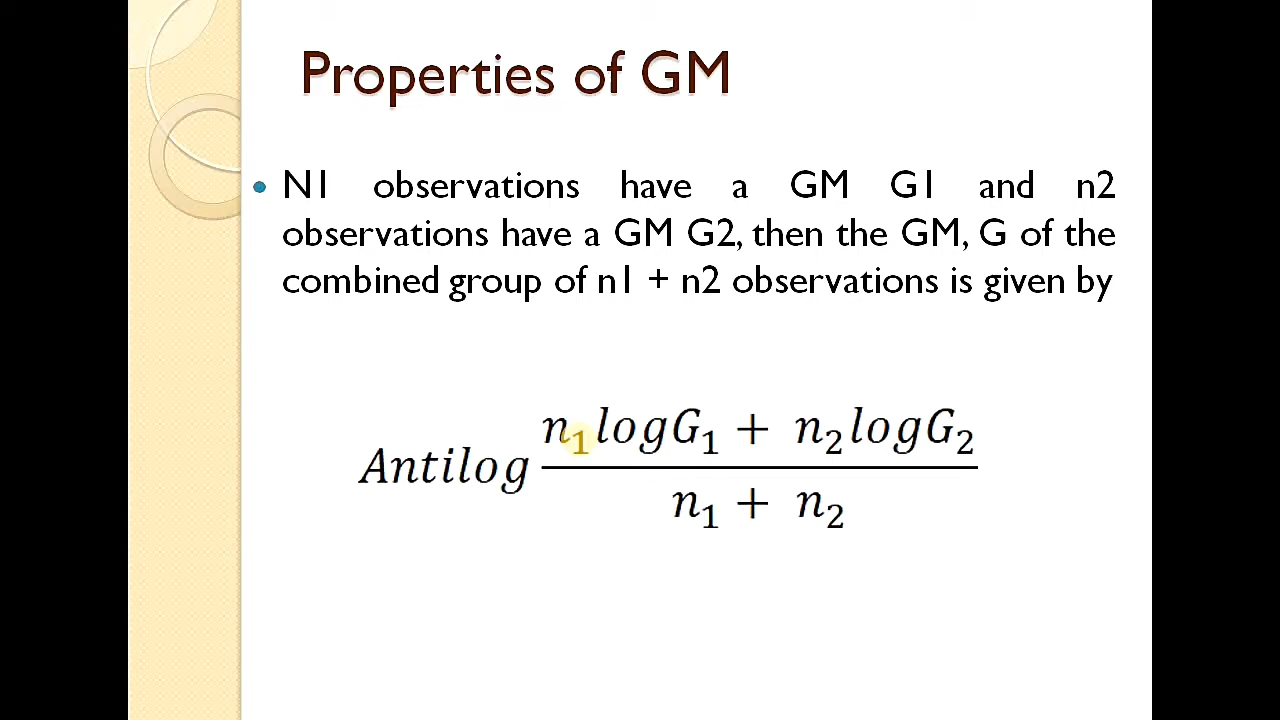 Properties of GM
• N1 observations have a GM G1 and n2
observations have a GM G2, then the GM, G of the
combined group of n1 + n2 observations is given by
n₁logG₁ + n₂logG₂
Antilog
n₁ + n₂